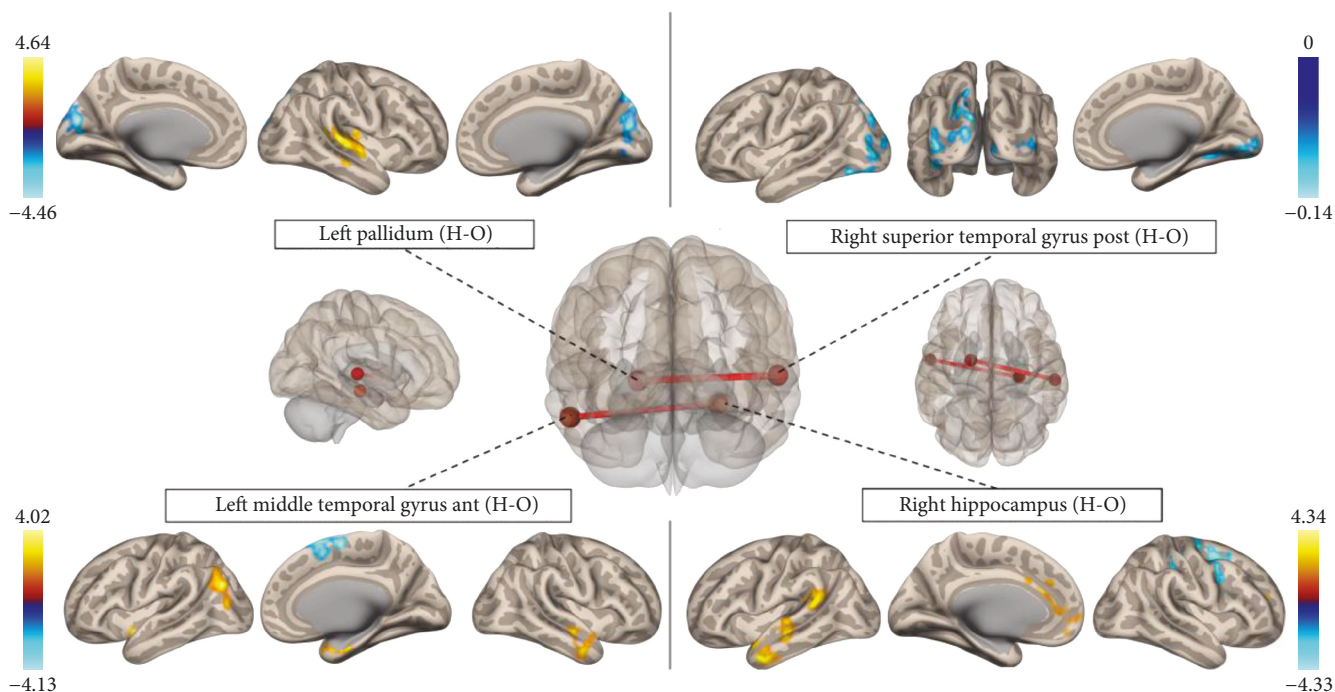 4.64
−4.46
0
−0.14
Left pallidum (H-O)
Right superior temporal gyrus post (H-O)
Left middle temporal gyrus ant (H-O)
Right hippocampus (H-O)
4.02
−4.13
4.34
−4.33